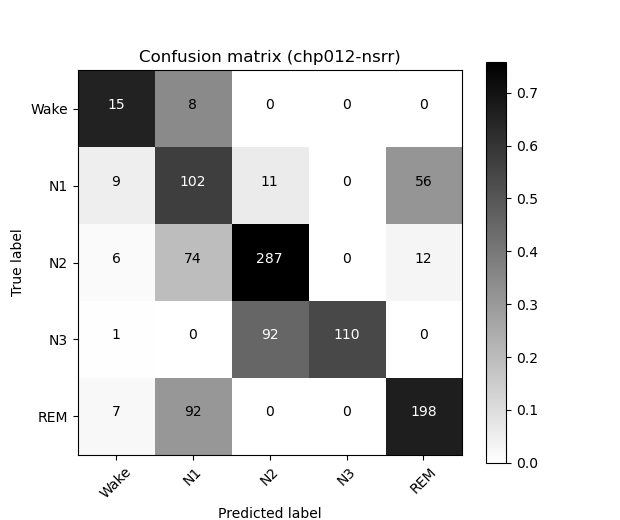 Confusion matrix (chp012-nsrr)
True label
Wake 15 8 0 0 0
N1 9 102 11 0 56
N2 6 74 287 0 12
N3 1 0 92 110 0
REM 7 92 0 0 198
Wake N1 N2 N3 REM
Predicted label
0.7
0.6
0.5
0.4
0.3
0.2
0.1
0.0